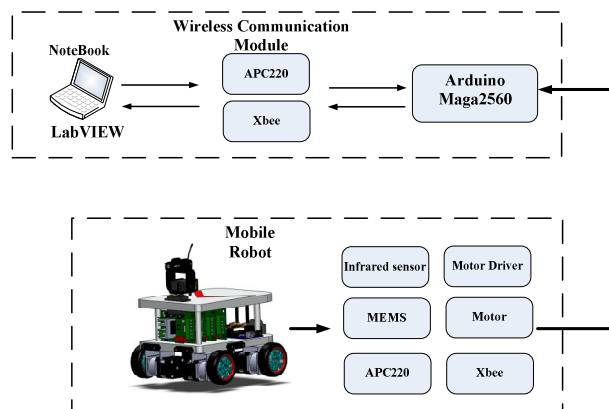 Wireless Communication
Module
NoteBook
LabVIEW
APC220
Xbee
Arduino
Maga2560
Mobile
Robot
Infrared sensor
Motor Driver
MEMS
Motor
APC220
Xbee